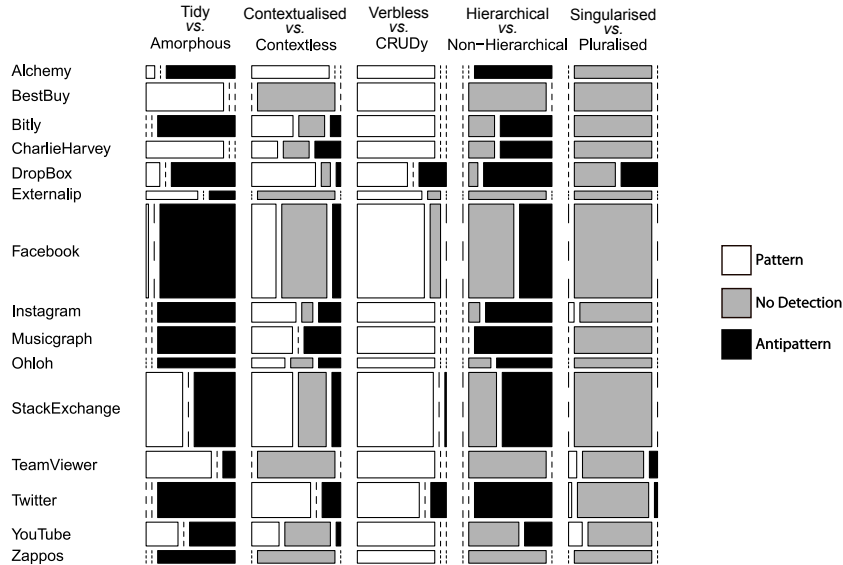 Tidy
vs.
Amorphous
Contextualised
vs.
Contextless
Verbless
vs.
CRUDy
Hierarchical
vs.
Non−Hierarchical
Singularised
vs.
Pluralised
Alchemy
BestBuy
Bitly
CharlieHarvey
DropBox
Externalip
Facebook
Instagram
Musicgraph
Ohloh
StackExchange
TeamViewer
Twitter
YouTube
Zappos
Pattern
No Detection
Antipattern